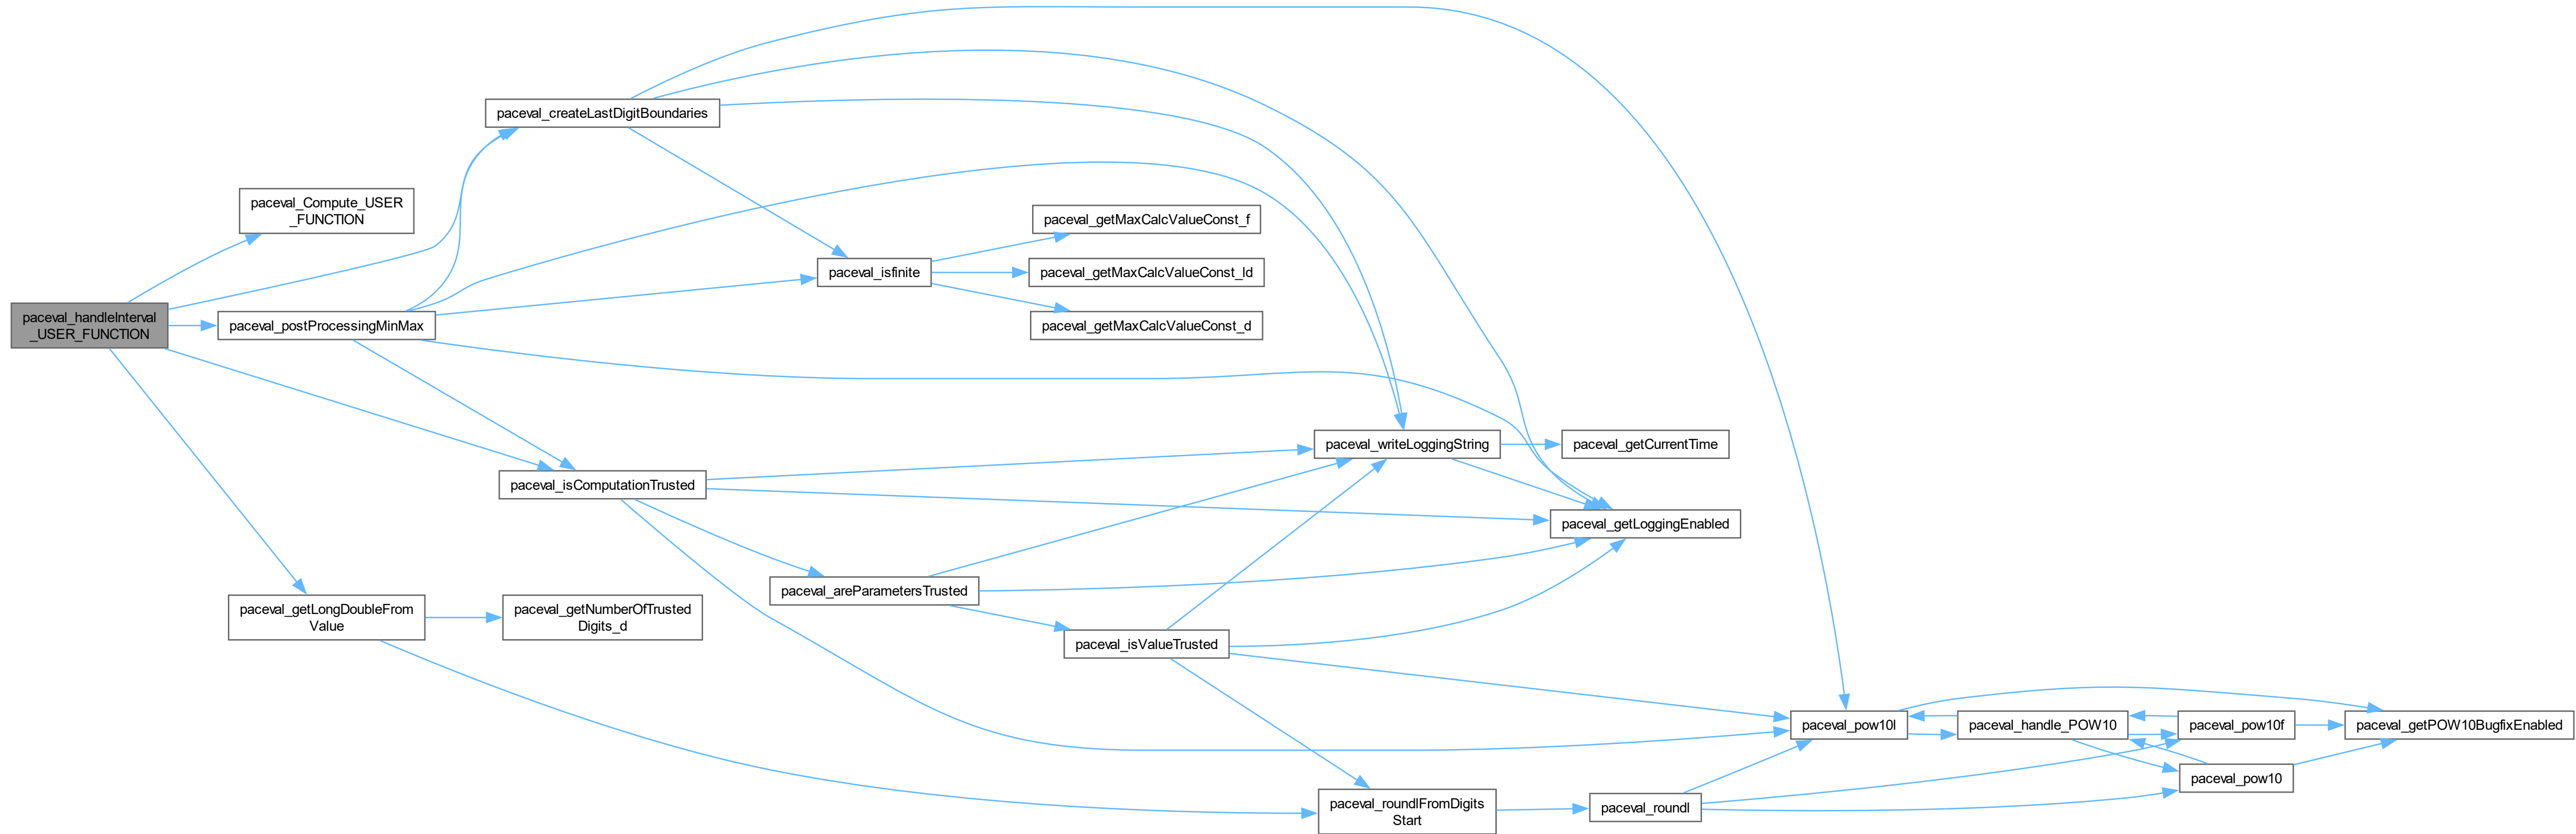 paceval_createLastDigitBoundaries
paceval_Compute_USER
_FUNCTION
paceval_getMaxCalcValueConst_f
paceval_isfinite
paceval_getMaxCalcValueConst_ld
paceval_handleInterval
_USER_FUNCTION
paceval_postProcessingMinMax
paceval_getMaxCalcValueConst_d
paceval_writeLoggingString
paceval_getCurrentTime
paceval_isComputationTrusted
paceval_getLoggingEnabled
paceval_areParametersTrusted
paceval_getLongDoubleFrom
Value
paceval_getNumberOfTrusted
Digits_d
paceval_isValueTrusted
paceval_pow10l
paceval_handle_POW10
paceval_pow10f
paceval_getPOW10BugfixEnabled
paceval_pow10
paceval_roundlFromDigits
Start
paceval_roundl